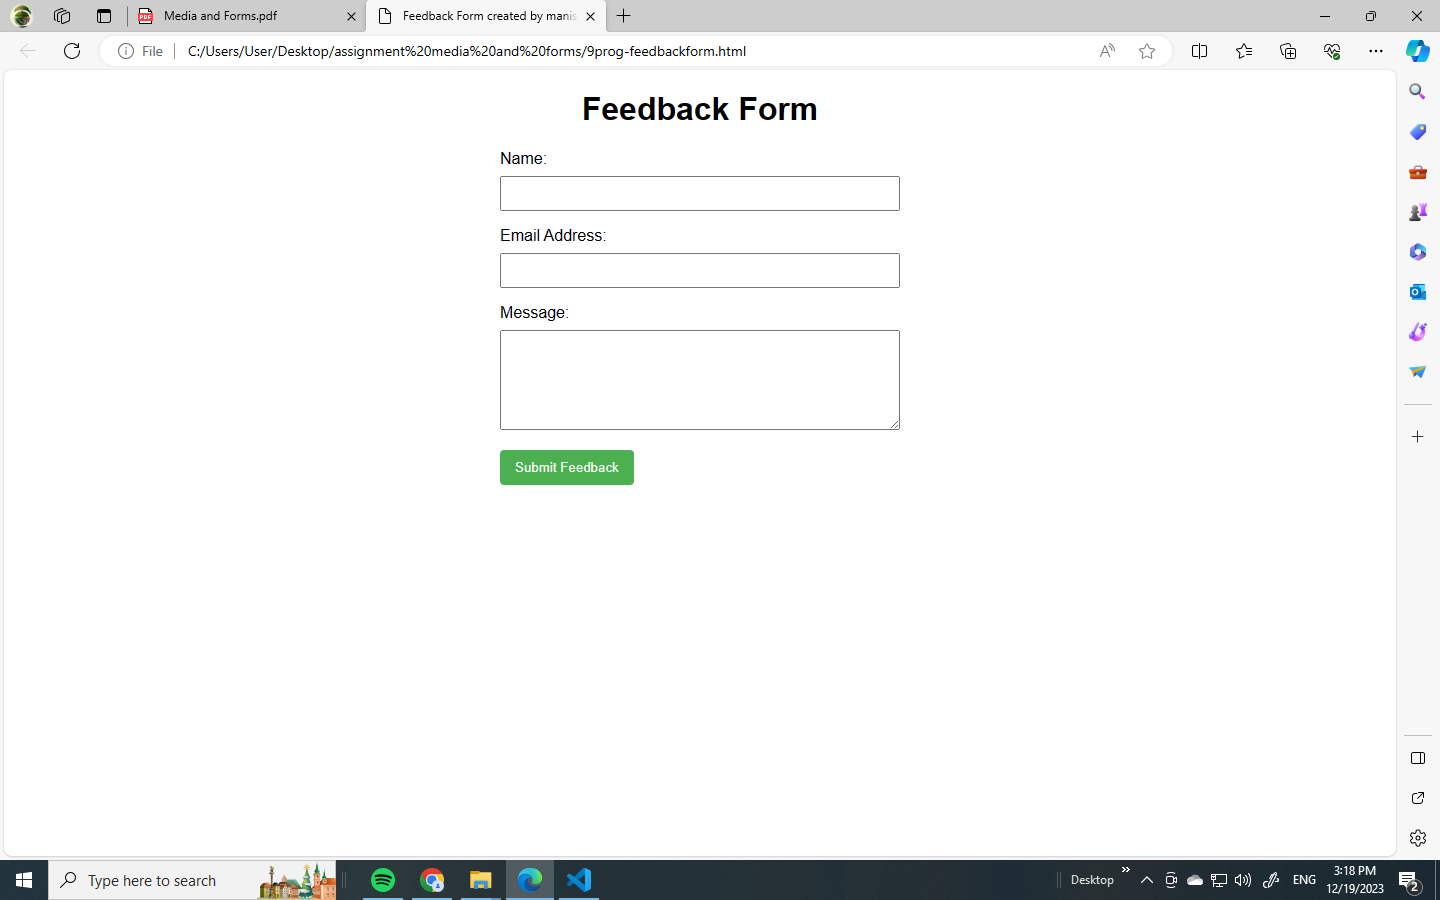 Media and Forms.pdf
Feedback Form created by manis
File
C:/Users/User/Desktop/assignment%20media%20and%20forms/9prog-feedbackform.html
Feedback Form
Name:
Email Address:
Message:
Submit Feedback
Type here to search
Desktop
ENG
3:18 PM
12/19/2023
2